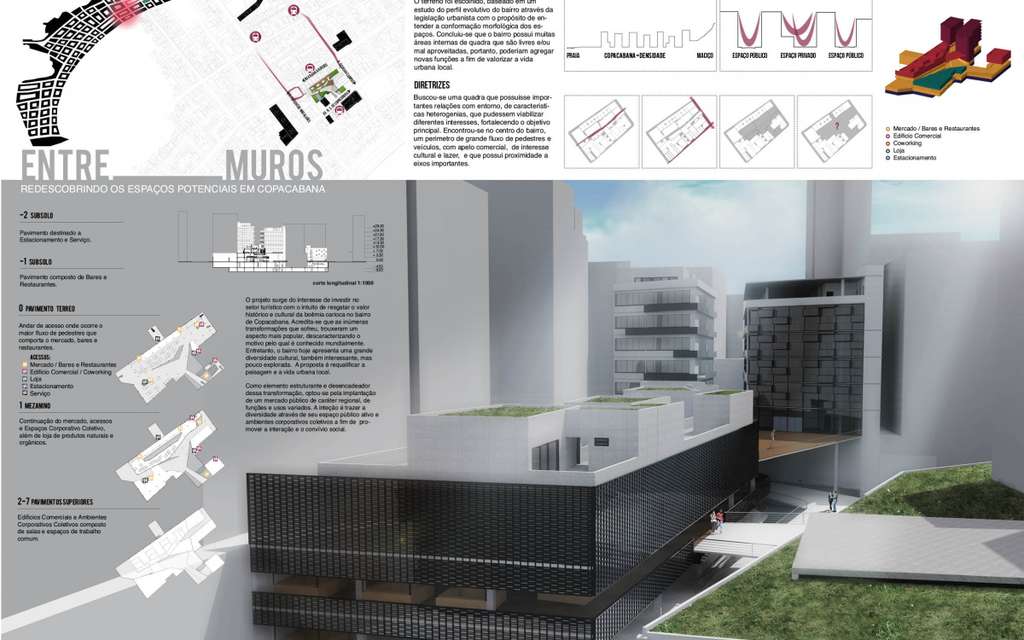 O terreno foi escolhido, baseado em um
estudo do perfil evolutivo do bairro através da
legislação urbanista com o propósito de en-
tender a conformação morfológica dos es-
paços. Concluiu-se que o bairro possui muitas
áreas internas de quadra que são livres e/ou
mal aproveitadas, portanto, poderiam agregar
novas funções a fim de valorizar a vida
urbana local.
DIRETRIZES
Buscou-se uma quadra que possuisse impor-
tantes relações com entorno, de caracteristi-
cas heterogenias, que pudessem viabilizar
diferentes interesses, fortalecendo o objetivo
principal. Encontrou-se no centro do bairro,
um perimetro de grande fluxo de pedestres e
veículos, com apelo comercial, de interesse
cultural e lazer, e que possui proximidade a
eixos importantes.
PRAIA COPACABANA - DENSIDADE MACIÇO
ESPAÇO PÚBLICO ESPAÇO PRIVADO ESPAÇO PÚBLICO
Mercado / Bares e Restaurantes
Edifício Comercial
Coworking
Loja
Estacionamento
ENTRE MUROS
REDESCOBRINDO OS ESPAÇOS POTENCIAIS EM COPACABANA
-2 SUBSOLO
Pavimento destinado a
Estacionamento e Serviço.
-1 SUBSOLO
Pavimento composto de Bares e
Restaurantes.
0 PAVIMENTO TERREO
Andar de acesso onde ocorre o
maior fluxo de pedestres que
comporta o mercado, bares e
restaurantes.
ACESSOS:
Mercado / Bares e Restaurantes
Edifício Comercial / Coworking
Loja
Estacionamento
Serviço
1 MEZANINO
Continuação do mercado, acessos
e Espaços Corporativo Coletivo,
além de loja de produtos naturais e
orgânicos.
2-7 PAVIMENTOS SUPERIORES
Edifícios Comerciais e Ambientes
Corporativos Coletivos composto
de salas e espaços de trabalho
comum.
corte longitudinal 1:1000
O projeto surge do interesse de investir no
setor turístico com o intuito de resgatar o valor
histórico e cultural da boêmia carioca no bairro
de Copacabana. Acredita-se que as inúmeras
transformações que sofreu, trouxeram um
aspecto mais popular, descaracterizando o
motivo pelo qual é conhecido mundialmente.
Entretanto, o bairro hoje apresenta uma grande
diversidade cultural, também interessante, mas
pouco explorada. A proposta é requalificar a
paisagem e a vida urbana local.
Como elemento estruturante e desencadeador
dessa transformação, optou-se pela implantação
de um mercado público de caráter regional, de
funções e usos variados. A inteção é trazer a
diversidade através de seu espaço público ativo e
ambientes corporativos coletivos a fim de pro-
mover a interação e o convívio social.